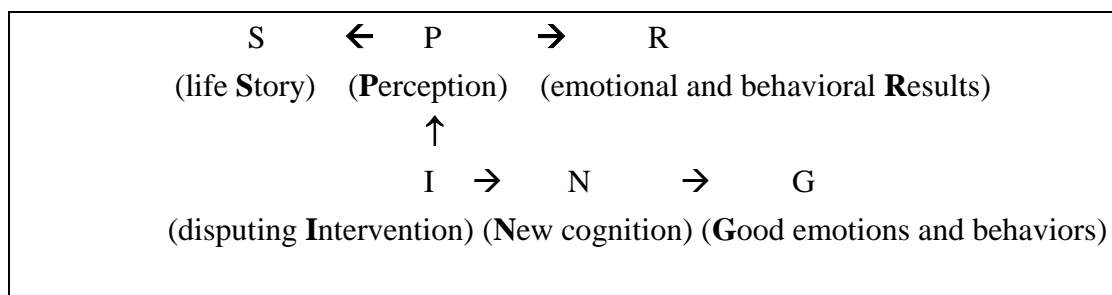 S ← P → R
(life Story) (Perception) (emotional and behavioral Results)
↑
I → N → G
(disputing Intervention) (New cognition) (Good emotions and behaviors)